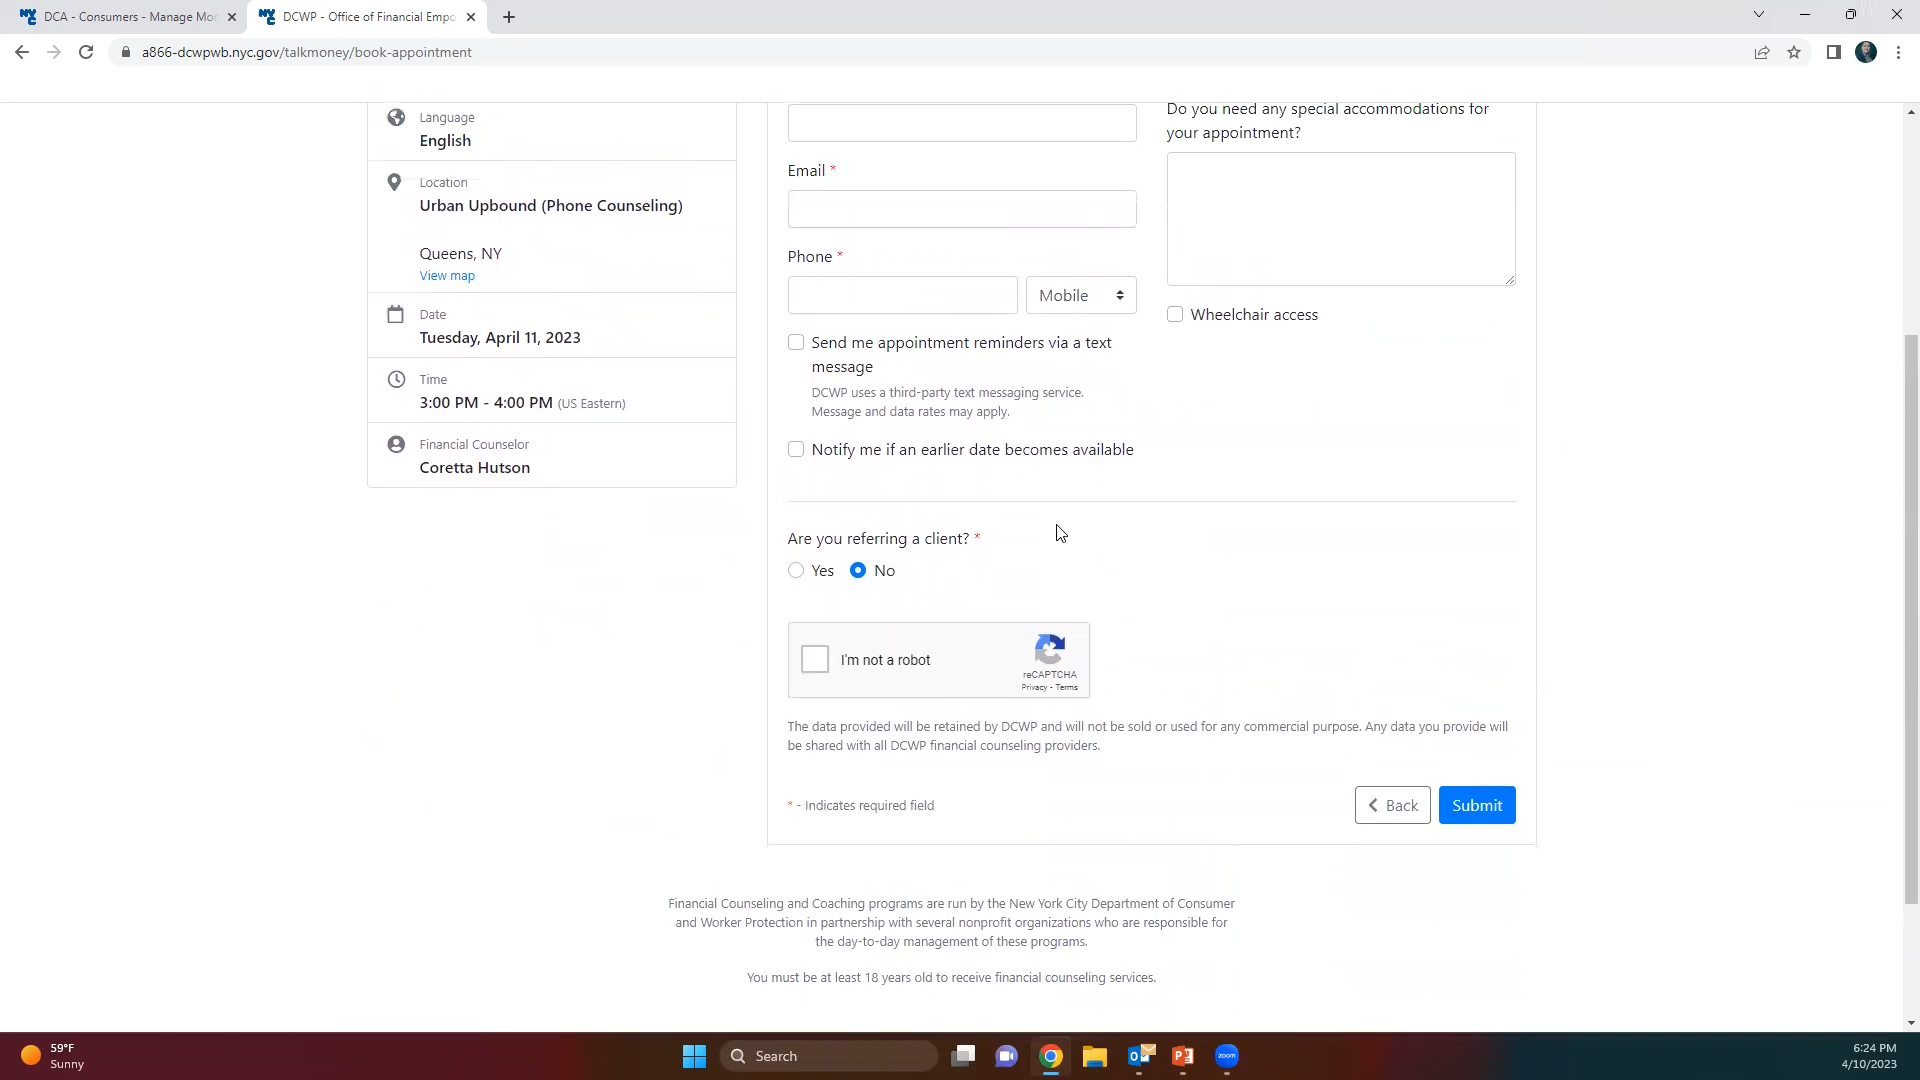 DCA - Consumers - Manage Mon
DCWP - Office of Financial Empo
a866-dcwpwb.nyc.gov/talkmoney/book-appointment
Language
English
Location
Urban Upbound (Phone Counseling)
Queens, NY
View map
Date
Tuesday, April 11, 2023
Time
3:00 PM - 4:00 PM (US Eastern)
Financial Counselor
Coretta Hutson
Email *
Phone *
Mobile
Send me appointment reminders via a text
message
DCWP uses a third-party text messaging service.
Message and data rates may apply.
Notify me if an earlier date becomes available
Do you need any special accommodations for
your appointment?
Wheelchair access
Are you referring a client? *
Yes No
I'm not a robot
reCAPTCHA
Privacy - Terms
The data provided will be retained by DCWP and will not be sold or used for any commercial purpose. Any data you provide will
be shared with all DCWP financial counseling providers.
* - Indicates required field
Back
Submit
Financial Counseling and Coaching programs are run by the New York City Department of Consumer
and Worker Protection in partnership with several nonprofit organizations who are responsible for
the day-to-day management of these programs.
You must be at least 18 years old to receive financial counseling services.
59°F
Sunny
Search
zoom
6:24 PM
4/10/2023